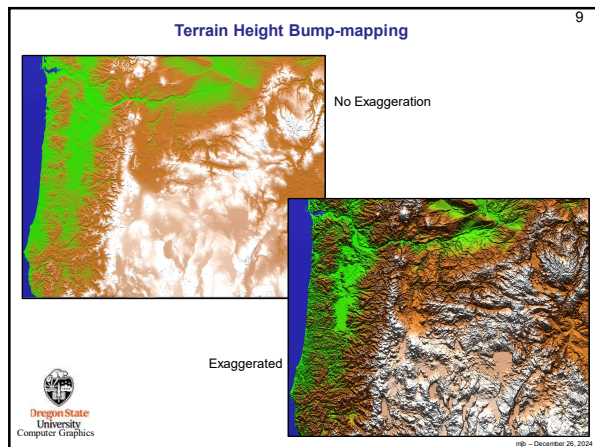 9
Terrain Height Bump-mapping
No Exaggeration
Exaggerated
Oregon State
University
Computer Graphics
mjb – December 26, 2024